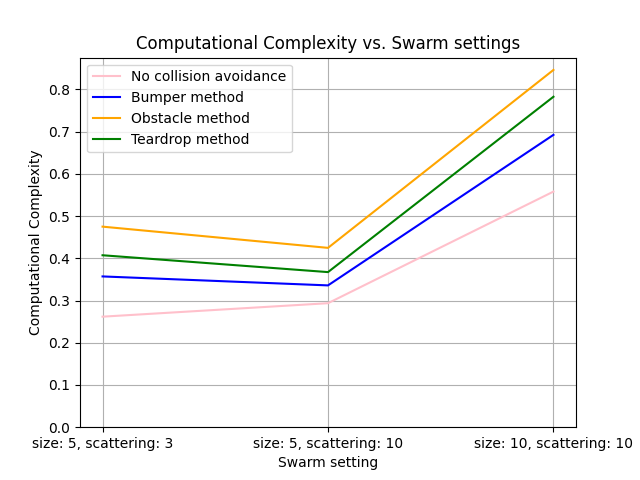 Computational Complexity vs. Swarm settings
No collision avoidance
Bumper method
Obstacle method
Teardrop method
Computational Complexity
0.8
0.7
0.6
0.5
0.4
0.3
0.2
0.1
0.0
size: 5, scattering: 3
size: 5, scattering: 10
size: 10, scattering: 10
Swarm setting